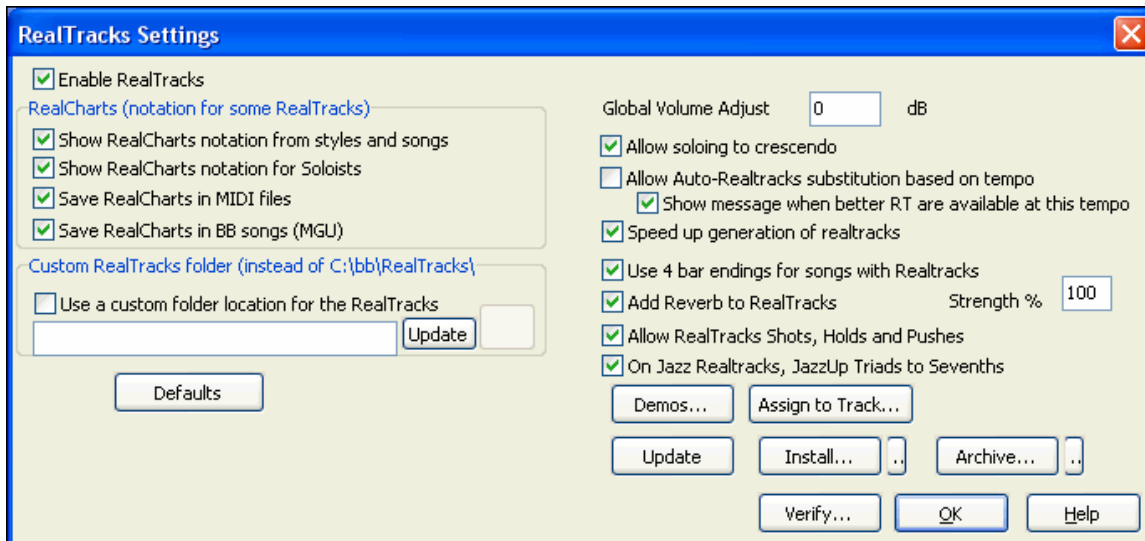 RealTracks Settings
Enable RealTracks
RealCharts (notation for some RealTracks)
Show RealCharts notation from styles and songs
Show RealCharts notation for Soloists
Save RealCharts in MIDI files
Save RealCharts in BB songs (MGU)
Custom RealTracks folder (instead of C:\bb\RealTracks\
Use a custom folder location for the RealTracks
Update
Defaults
Global Volume Adjust 0 dB
Allow soloing to crescendo
Allow Auto-Realtracks substitution based on tempo
Show message when better RT are available at this tempo
Speed up generation of realtracks
Use 4 bar endings for songs with Realtracks
Add Reverb to RealTracks Strength % 100
Allow RealTracks Shots, Holds and Pushes
On Jazz Realtracks, JazzUp Triads to Sevenths
Demos... Assign to Track...
Update Install... .. Archive... ..
Verify... OK Help